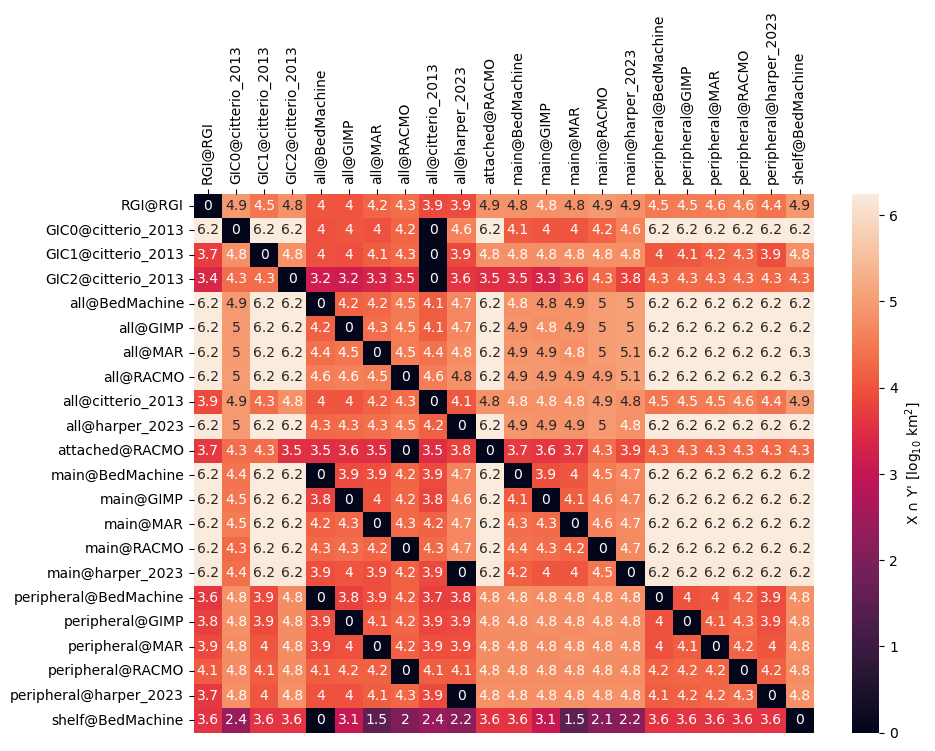 RGI@RGI
GIC0@citterio_2013
GIC1@citterio_2013
GIC2@citterio_2013
all@BedMachine
all@GIMP
all@MAR
all@RACMO
all@citterio_2013
all@harper_2023
attached@RACMO
main@BedMachine
main@GIMP
main@MAR
main@RACMO
main@harper_2023
peripheral@BedMachine
peripheral@GIMP
peripheral@MAR
peripheral@RACMO
peripheral@harper_2023
shelf@BedMachine
RGI@RGI 0 4.9 4.5 4.8 4 4 4.2 4.3 3.9 3.9 4.9 4.8 4.8 4.8 4.9 4.9 4.5 4.5 4.6 4.6 4.4 4.9
GIC0@citterio_2013 6.2 0 6.2 6.2 4 4 4 4.2 0 4.6 6.2 4.1 4 4 4.2 4.6 6.2 6.2 6.2 6.2 6.2 6.2
GIC1@citterio_2013 3.7 4.8 0 4.8 4 4 4.1 4.3 0 3.9 4.8 4.8 4.8 4.8 4.8 4.8 4 4.1 4.2 4.3 3.9 4.8
GIC2@citterio_2013 3.4 4.3 4.3 0 3.2 3.2 3.3 3.5 0 3.6 3.5 3.5 3.3 3.6 4.3 3.8 4.3 4.3 4.3 4.3 4.3 4.3
all@BedMachine 6.2 4.9 6.2 6.2 0 4.2 4.2 4.5 4.1 4.7 6.2 4.8 4.8 4.9 5 5 6.2 6.2 6.2 6.2 6.2 6.2
all@GIMP 6.2 5 6.2 6.2 4.2 0 4.3 4.5 4.1 4.7 6.2 4.9 4.8 4.9 5 5 6.2 6.2 6.2 6.2 6.2 6.2
all@MAR 6.2 5 6.2 6.2 4.4 4.5 0 4.5 4.4 4.8 6.2 4.9 4.9 4.8 5 5.1 6.2 6.2 6.2 6.2 6.2 6.3
all@RACMO 6.2 5 6.2 6.2 4.6 4.6 4.5 0 4.6 4.8 6.2 4.9 4.9 4.9 4.9 5.1 6.2 6.2 6.2 6.2 6.2 6.3
all@citterio_2013 3.9 4.9 4.3 4.8 4 4 4.2 4.3 0 4.1 4.8 4.8 4.8 4.8 4.9 4.8 4.5 4.5 4.5 4.6 4.4 4.9
all@harper_2023 6.2 5 6.2 6.2 4.3 4.3 4.3 4.5 4.2 0 6.2 4.9 4.9 4.9 5 4.8 6.2 6.2 6.2 6.2 6.2 6.2
attached@RACMO 3.7 4.3 4.3 3.5 3.5 3.6 3.5 0 3.5 3.8 0 3.7 3.6 3.7 4.3 3.9 4.3 4.3 4.3 4.3 4.3 4.3
main@BedMachine 6.2 4.4 6.2 6.2 0 3.9 3.9 4.2 3.9 4.7 6.2 0 3.9 4 4.5 4.7 6.2 6.2 6.2 6.2 6.2 6.2
main@GIMP 6.2 4.5 6.2 6.2 3.8 0 4 4.2 3.8 4.6 6.2 4.1 0 4.1 4.6 4.7 6.2 6.2 6.2 6.2 6.2 6.2
main@MAR 6.2 4.5 6.2 6.2 4.2 4.3 0 4.3 4.2 4.7 6.2 4.3 4.3 0 4.6 4.7 6.2 6.2 6.2 6.2 6.2 6.2
main@RACMO 6.2 4.3 6.2 6.2 4.3 4.3 4.2 0 4.3 4.7 6.2 4.4 4.3 4.2 0 4.7 6.2 6.2 6.2 6.2 6.2 6.2
main@harper_2023 6.2 4.4 6.2 6.2 3.9 4 3.9 4.2 3.9 0 6.2 4.2 4 4 4.5 0 6.2 6.2 6.2 6.2 6.2 6.2
peripheral@BedMachine 3.6 4.8 3.9 4.8 0 3.8 3.9 4.2 3.7 3.8 4.8 4.8 4.8 4.8 4.8 4.8 0 4 4 4.2 3.9 4.8
peripheral@GIMP 3.8 4.8 3.9 4.8 3.9 0 4.1 4.2 3.9 3.9 4.8 4.8 4.8 4.8 4.8 4.8 4 0 4.1 4.3 3.9 4.8
peripheral@MAR 3.9 4.8 4 4.8 3.9 4 0 4.2 3.9 3.9 4.8 4.8 4.8 4.8 4.8 4.8 4 4.1 0 4.2 4 4.8
peripheral@RACMO 4.1 4.8 4.1 4.8 4.1 4.2 4.2 0 4.1 4.1 4.8 4.8 4.8 4.8 4.8 4.8 4.2 4.2 4.2 0 4.2 4.8
peripheral@harper_2023 3.7 4.8 4 4.8 4 4 4.1 4.3 3.9 0 4.8 4.8 4.8 4.8 4.8 4.8 4.1 4.2 4.2 4.3 0 4.8
shelf@BedMachine 3.6 2.4 3.6 3.6 0 3.1 1.5 2 2.4 2.2 3.6 3.6 3.1 1.5 2.1 2.2 3.6 3.6 3.6 3.6 3.6 0
6
5
4
3
2
1
0
X ∩ Y' [log₁₀ km²]